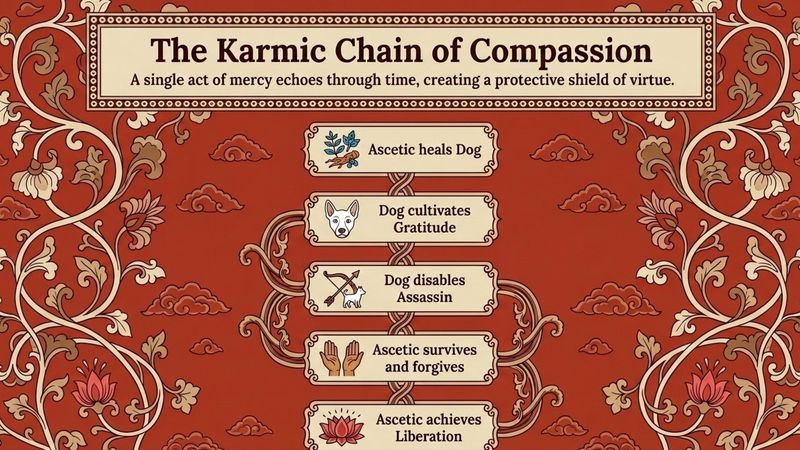 The Karmic Chain of Compassion
A single act of mercy echoes through time, creating a protective shield of virtue.
Ascetic heals Dog
Dog cultivates
Gratitude
Dog disables
Assassin
Ascetic survives
and forgives
Ascetic achieves
Liberation